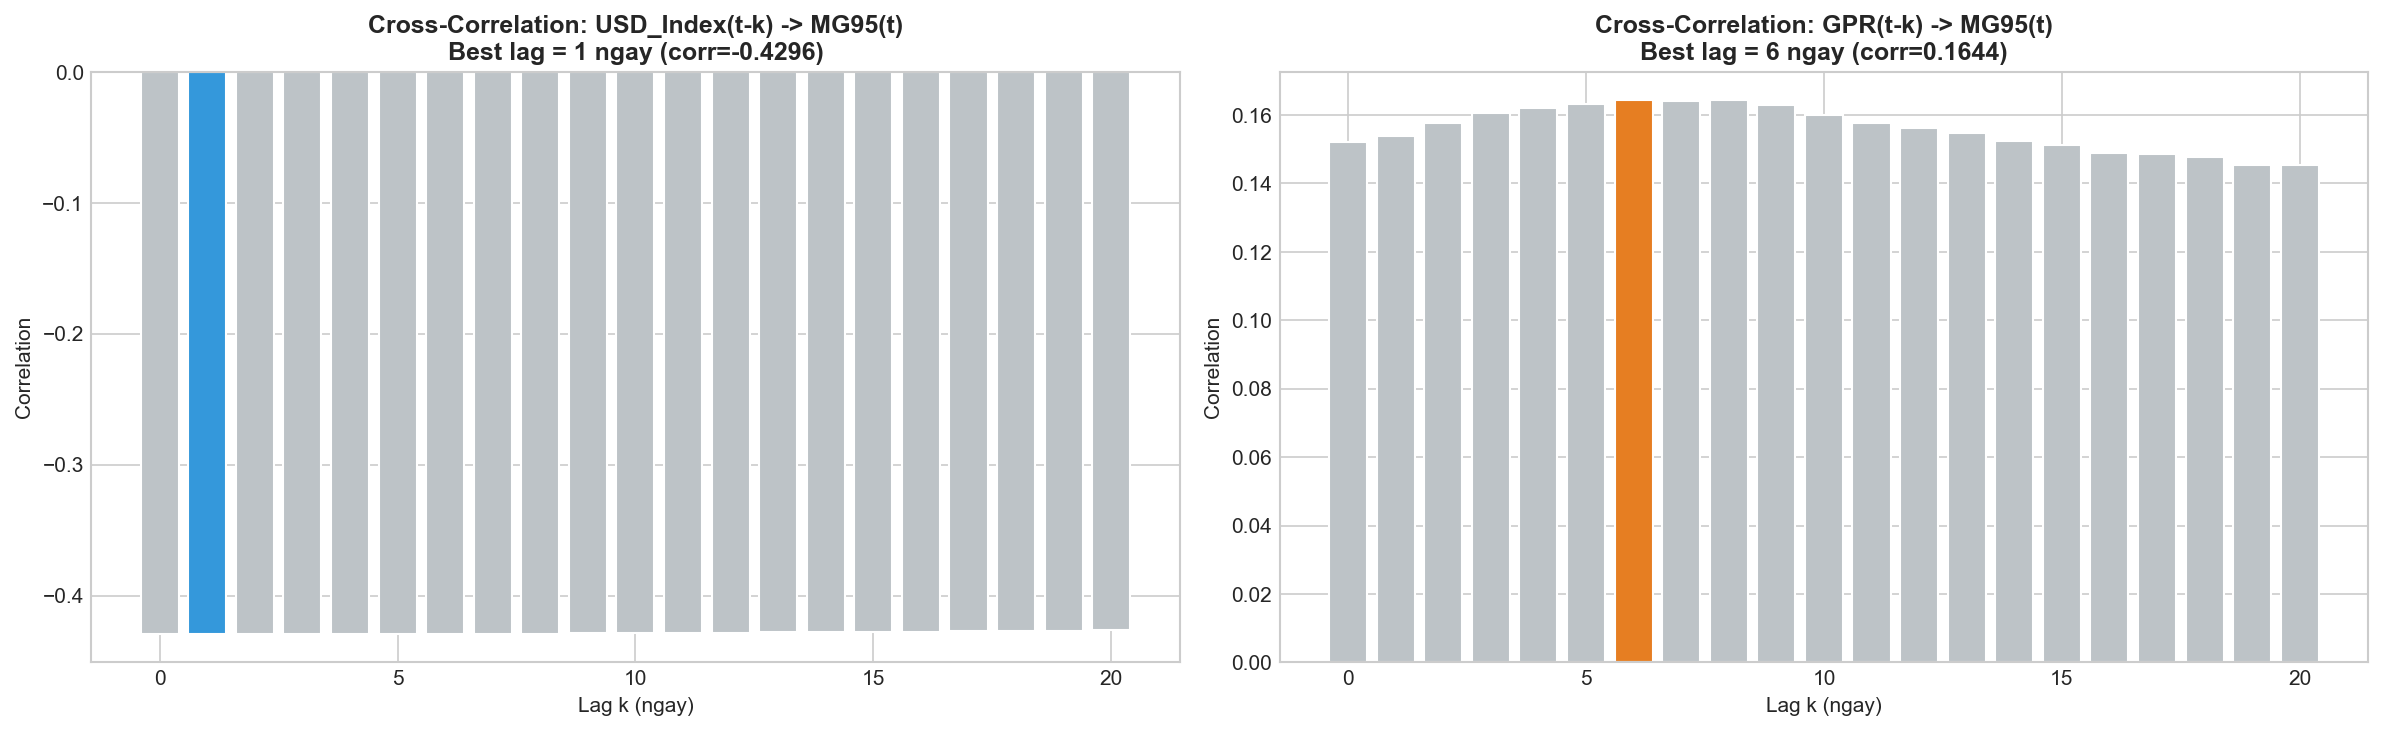 Cross-Correlation: USD_Index(t-k) -> MG95(t)
Best lag = 1 ngay (corr=-0.4296)
0.0
−0.1
−0.2
−0.3
−0.4
Correlation
0 5 10 15 20
Lag k (ngay)
Cross-Correlation: GPR(t-k) -> MG95(t)
Best lag = 6 ngay (corr=0.1644)
0.16
0.14
0.12
0.10
0.08
0.06
0.04
0.02
0.00
Correlation
0 5 10 15 20
Lag k (ngay)